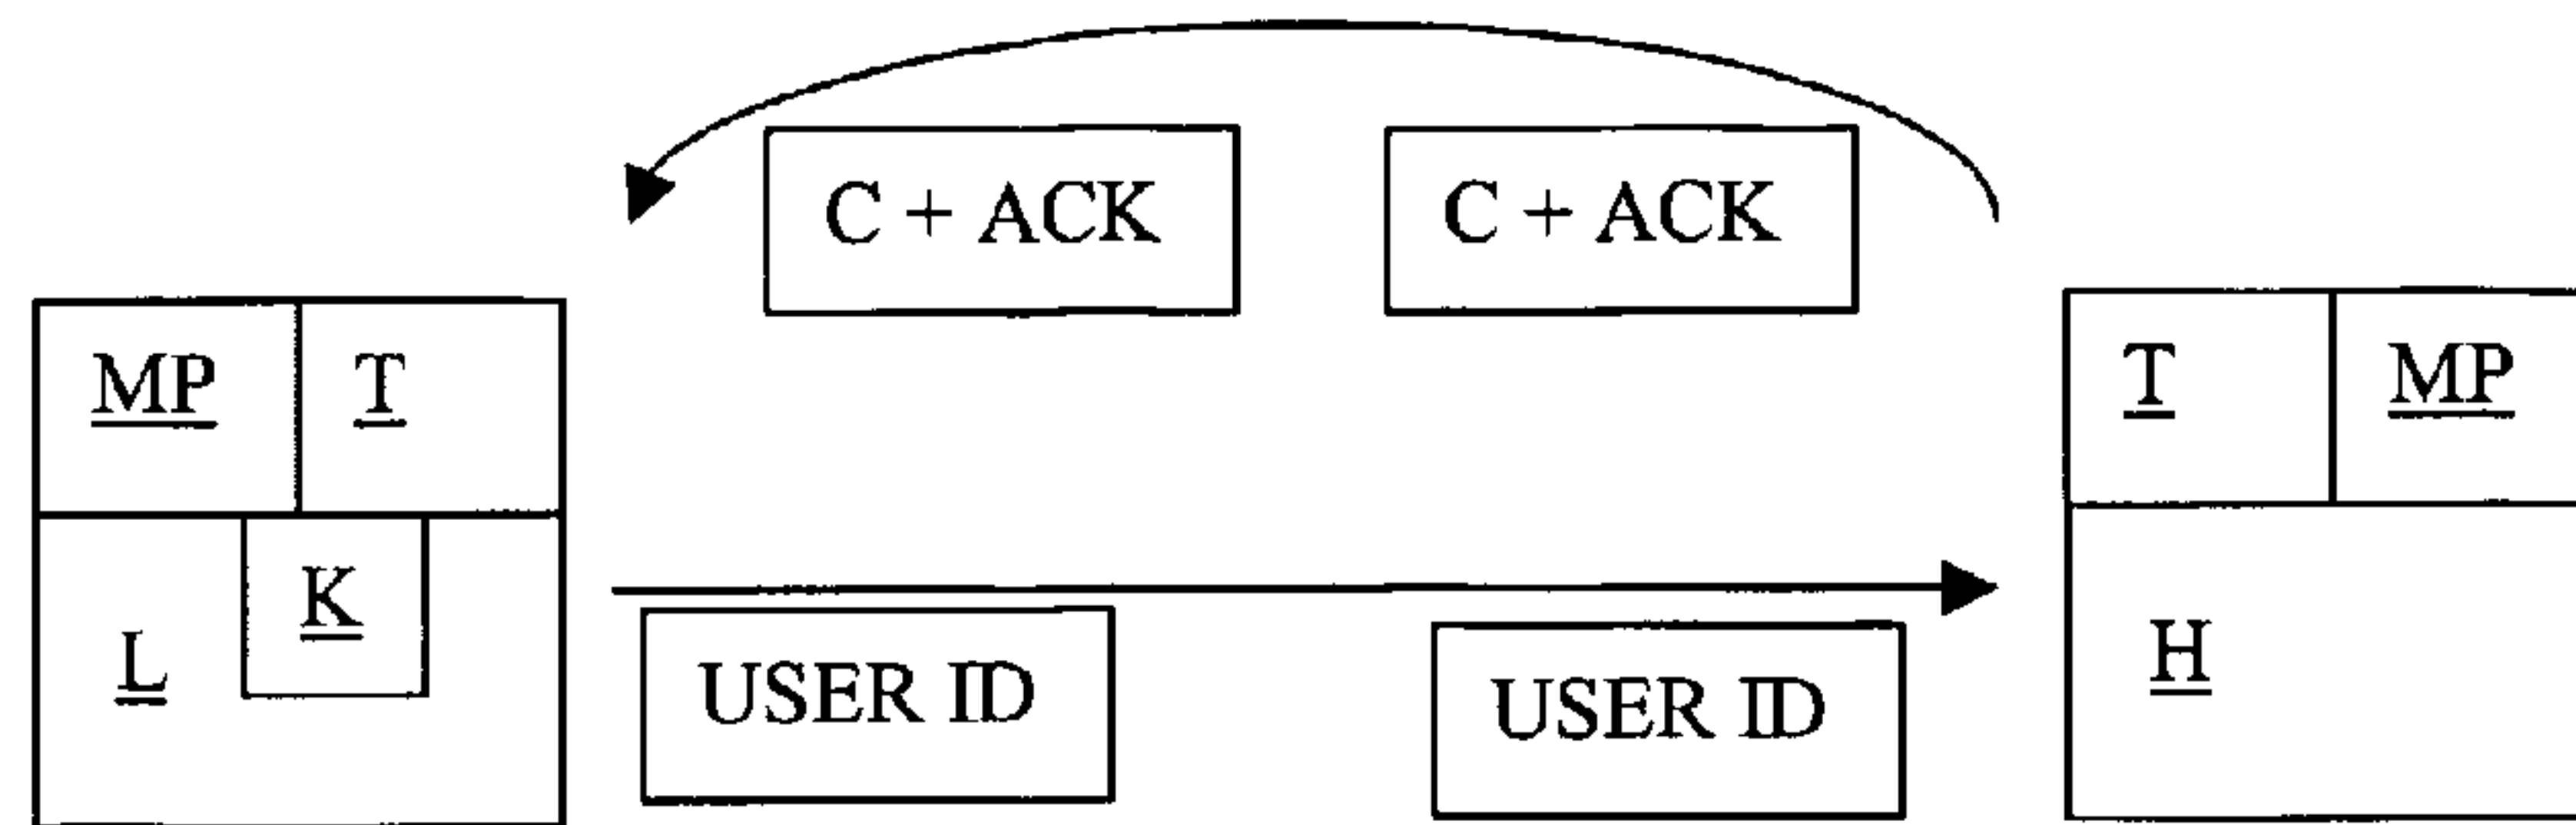 C + ACK
C + ACK
MP
T
T
MP
K
L
H
USER ID
USER ID